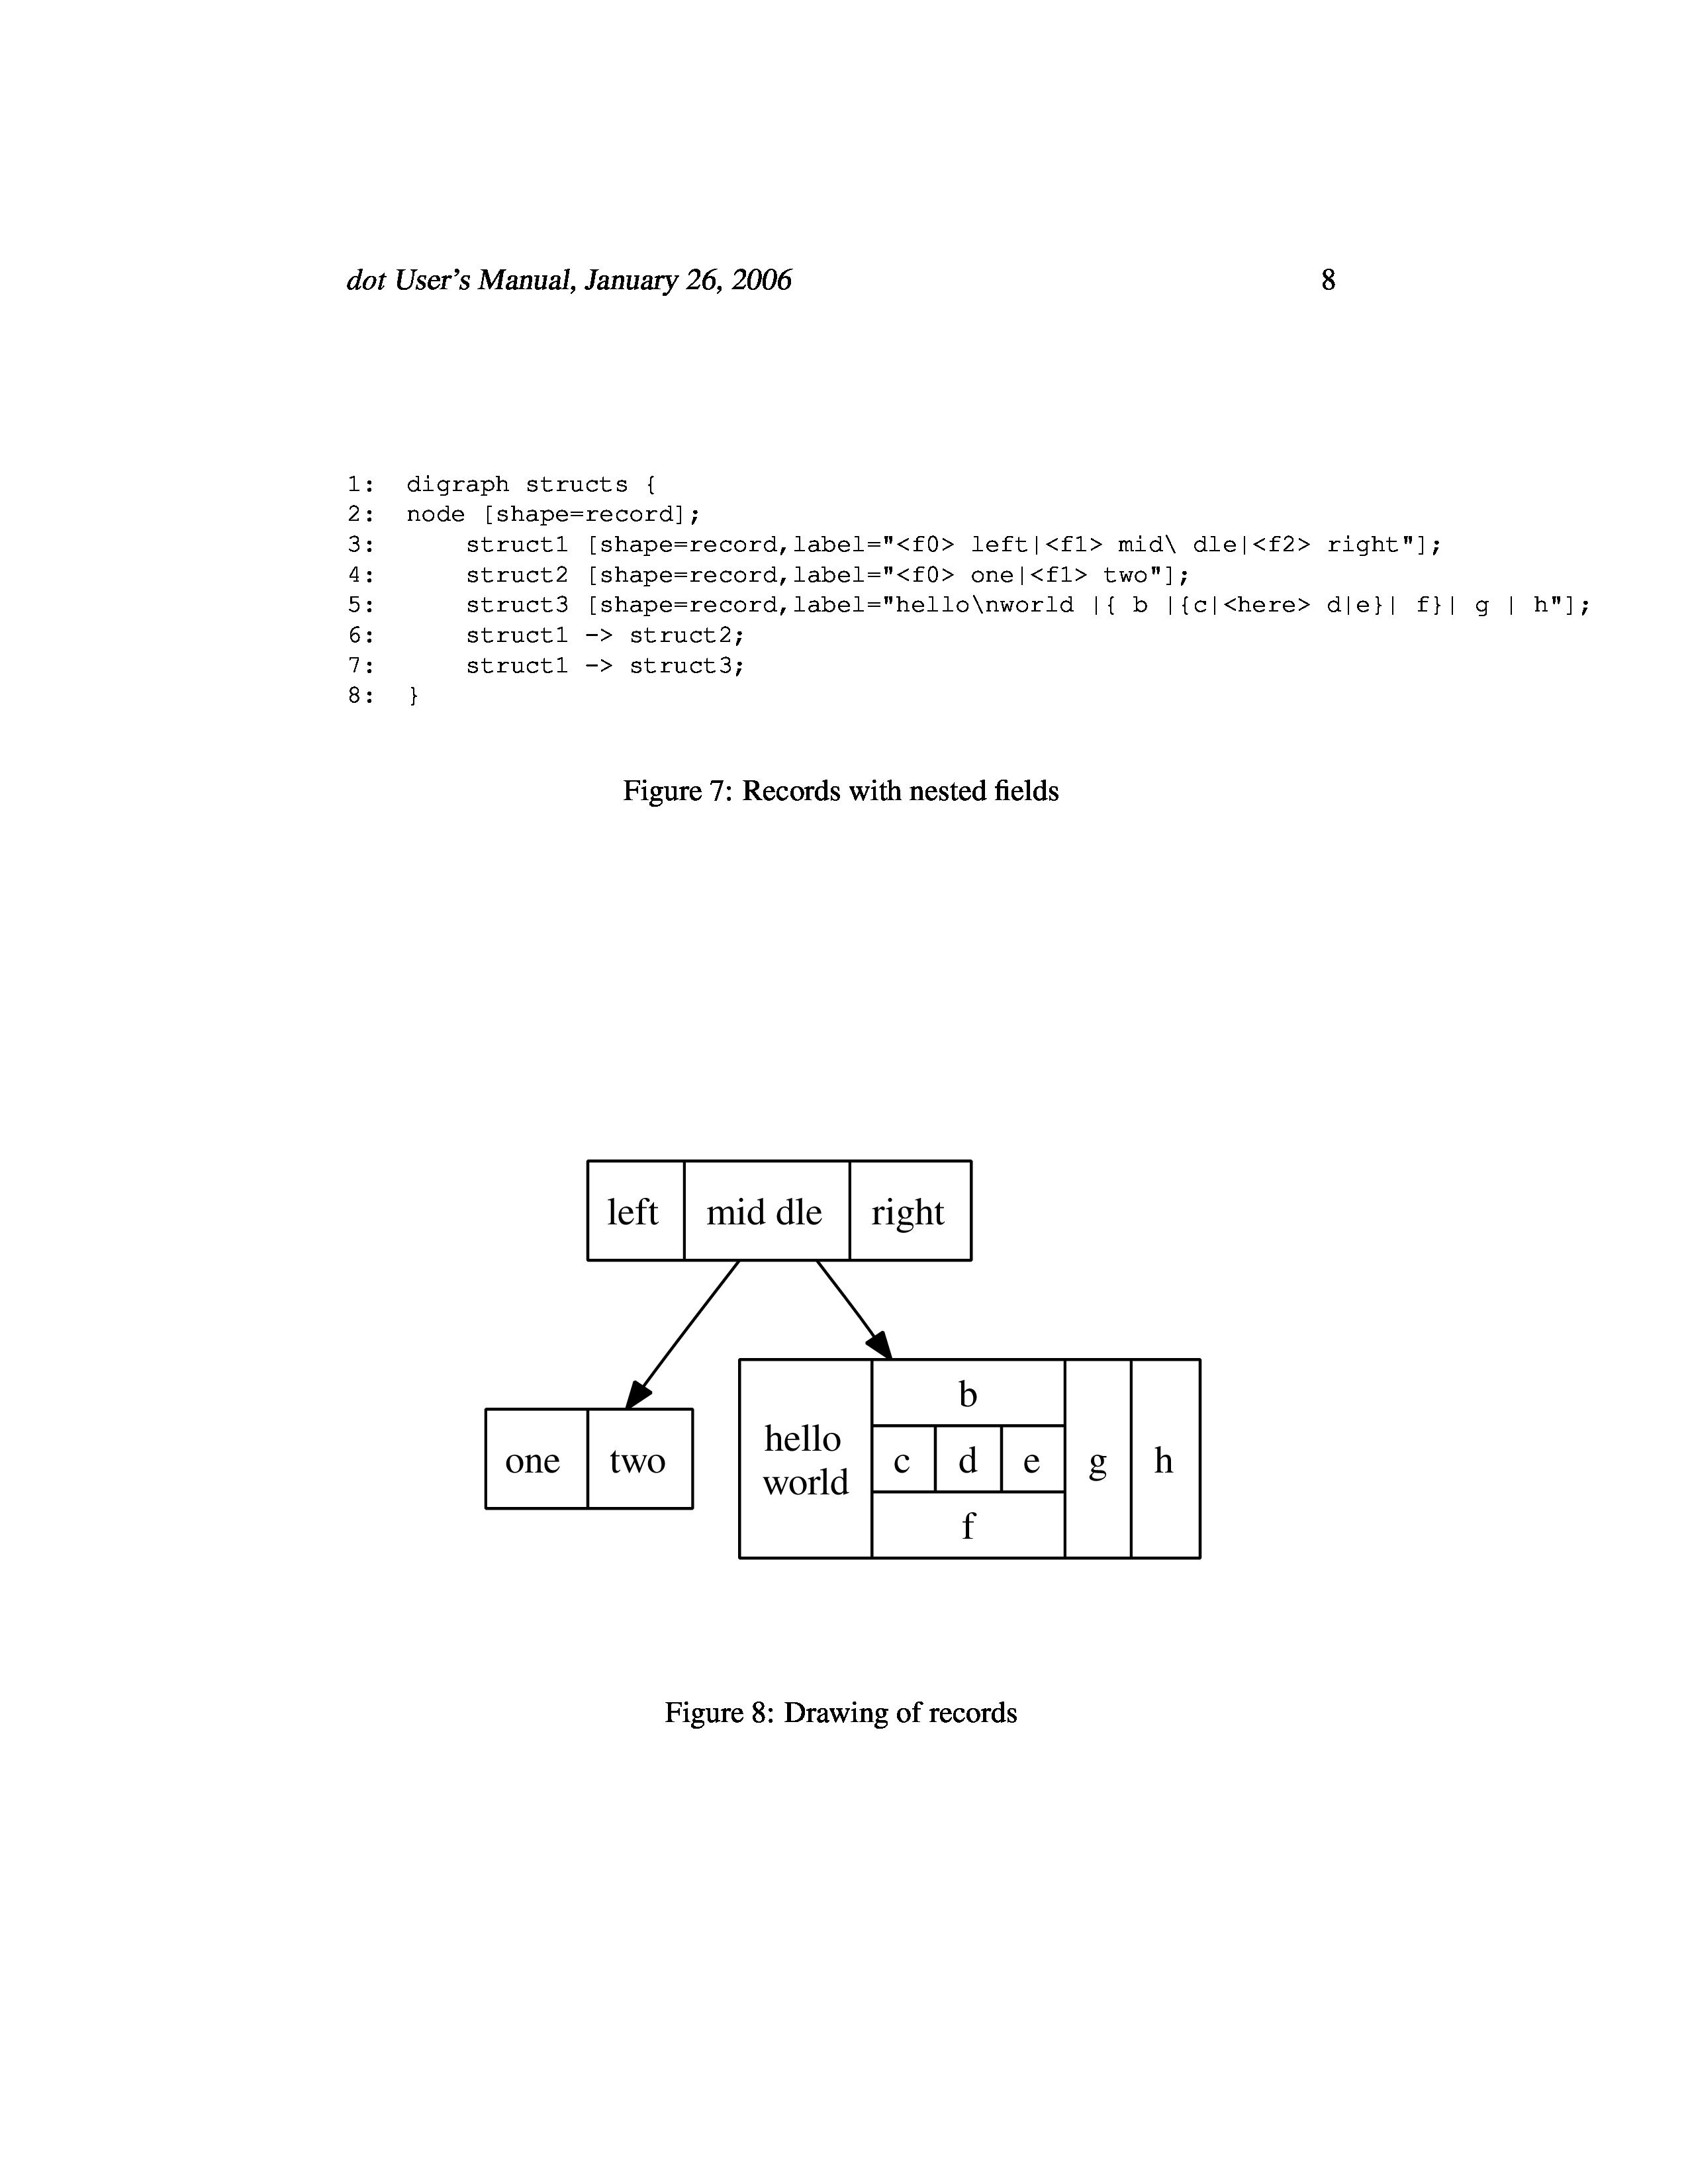 dot User's Manual, January 26, 2006 8
1: digraph structs {
2: node [shape=record];
3:     struct1 [shape=record,label="<f0> left|<f1> mid\ dle|<f2> right"];
4:     struct2 [shape=record,label="<f0> one|<f1> two"];
5:     struct3 [shape=record,label="hello\nworld |{ b |{c|<here> d|e}| f}| g | h"];
6:     struct1 -> struct2;
7:     struct1 -> struct3;
8: }
Figure 7: Records with nested fields
left mid dle right
one two
hello
world
b
c d e
f
g
h
Figure 8: Drawing of records